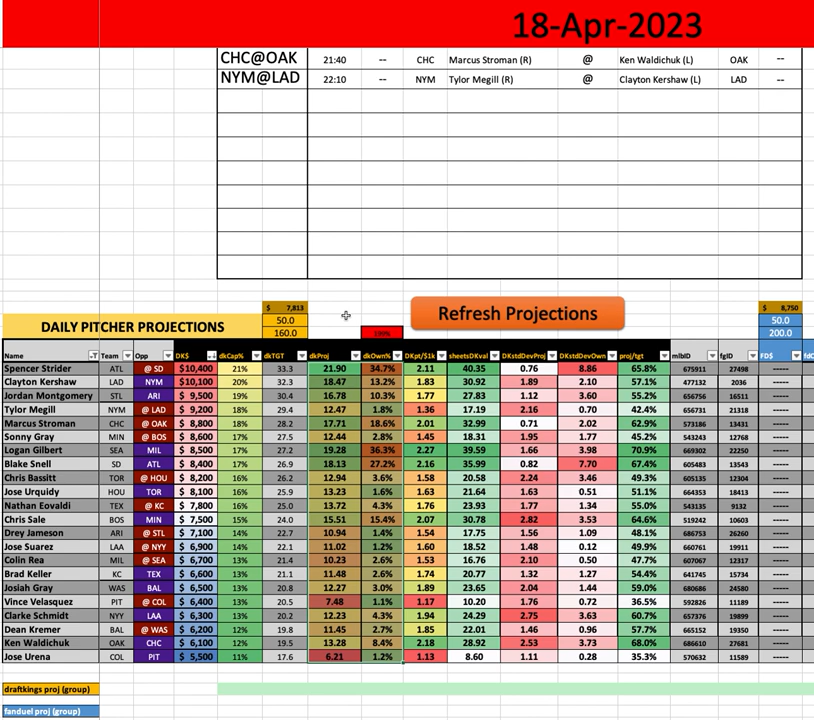 18-Apr-2023
CHC@OAK 21:40 -- CHC Marcus Stroman (R) @ Ken Waldichuk (L) OAK --
NYM@LAD 22:10 -- NYM Tylor Megill (R) @ Clayton Kershaw (L) LAD --
$ 7,813 $ 8,750
DAILY PITCHER PROJECTIONS 50.0 Refresh Projections 50.0
160.0 200.0
Name Team Opp DK$ dkCap% dkTGT dkProj dkOwn% DKpt/$1k sheetsDKval DKstdDevProj DKstdDevOwn proj/tgt mlbID fgID FD$
Spencer Strider ATL @ SD $10,400 21% 33.3 21.90 34.7% 2.11 40.35 0.76 8.86 65.8% 675911 27498 -----
Clayton Kershaw LAD NYM $10,100 20% 32.3 18.47 13.2% 1.83 30.92 1.89 2.10 57.1% 477132 2036 -----
Jordan Montgomery STL ARI $ 9,500 19% 30.4 16.78 10.3% 1.77 27.83 1.12 3.60 55.2% 656756 16511 -----
Tylor Megill NYM @ LAD $ 9,200 18% 29.4 12.47 1.8% 1.36 17.19 2.16 0.70 42.4% 656731 21318 -----
Marcus Stroman CHC @ OAK $ 8,800 18% 28.2 17.71 18.6% 2.01 32.99 0.71 2.02 62.9% 573186 13431 -----
Sonny Gray MIN @ BOS $ 8,600 17% 27.5 12.44 2.8% 1.45 18.31 1.95 1.77 45.2% 543243 12768 -----
Logan Gilbert SEA MIL $ 8,500 17% 27.2 19.28 36.3% 2.27 39.59 1.66 3.98 70.9% 669302 22250 -----
Blake Snell SD ATL $ 8,400 17% 26.9 18.13 27.2% 2.16 35.99 0.82 7.70 67.4% 605483 13543 -----
Chris Bassitt TOR @ HOU $ 8,200 16% 26.2 12.94 3.6% 1.58 20.58 2.24 3.46 49.3% 605135 12304 -----
Jose Urquidy HOU TOR $ 8,100 16% 25.9 13.23 1.6% 1.63 21.64 1.63 0.51 51.1% 664353 18413 -----
Nathan Eovaldi TEX @ KC $ 7,800 16% 25.0 13.72 4.3% 1.76 23.93 1.77 1.34 55.0% 543135 9132 -----
Chris Sale BOS MIN $ 7,500 15% 24.0 15.51 15.4% 2.07 30.78 2.82 3.53 64.6% 519242 10603 -----
Drey Jameson ARI @ STL $ 7,100 14% 22.7 10.94 1.4% 1.54 17.75 1.56 1.09 48.1% 686753 26260 -----
Jose Suarez LAA @ NYY $ 6,900 14% 22.1 11.02 1.2% 1.60 18.52 1.48 0.12 49.9% 660761 19911 -----
Colin Rea MIL @ SEA $ 6,700 13% 21.4 10.23 2.6% 1.53 16.76 2.10 0.50 47.7% 607067 12317 -----
Brad Keller KC TEX $ 6,600 13% 21.1 11.48 2.6% 1.74 20.77 1.32 1.27 54.4% 641745 15734 -----
Josiah Gray WAS BAL $ 6,500 13% 20.8 12.27 3.0% 1.89 23.65 2.04 1.44 59.0% 680686 24580 -----
Vince Velasquez PIT @ COL $ 6,400 13% 20.5 7.48 1.1% 1.17 10.20 1.76 0.72 36.5% 592826 11189 -----
Clarke Schmidt NYY LAA $ 6,300 13% 20.2 12.23 4.3% 1.94 24.29 2.75 3.63 60.7% 657376 19899 -----
Dean Kremer BAL @ WAS $ 6,200 12% 19.8 11.45 2.7% 1.85 22.01 1.46 0.96 57.7% 665152 19350 -----
Ken Waldichuk OAK CHC $ 6,100 12% 19.5 13.28 8.4% 2.18 28.92 2.53 3.73 68.0% 686610 27681 -----
Jose Urena COL PIT $ 5,500 11% 17.6 6.21 1.2% 1.13 8.60 1.11 0.28 35.3% 570632 11589 -----
draftkings proj (group)
fanduel proj (group)